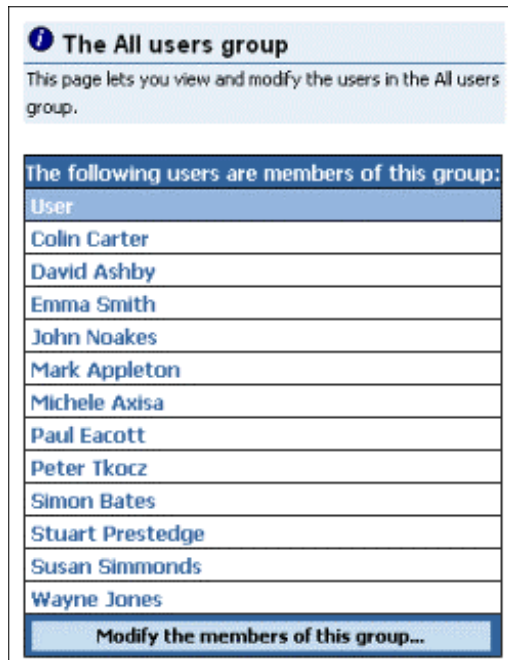 The All users group
This page lets you view and modify the users in the All users
group.
The following users are members of this group:
User
Colin Carter
David Ashby
Emma Smith
John Noakes
Mark Appleton
Michele Axisa
Paul Eacott
Peter Tkocz
Simon Bates
Stuart Prestedge
Susan Simmonds
Wayne Jones
Modify the members of this group...